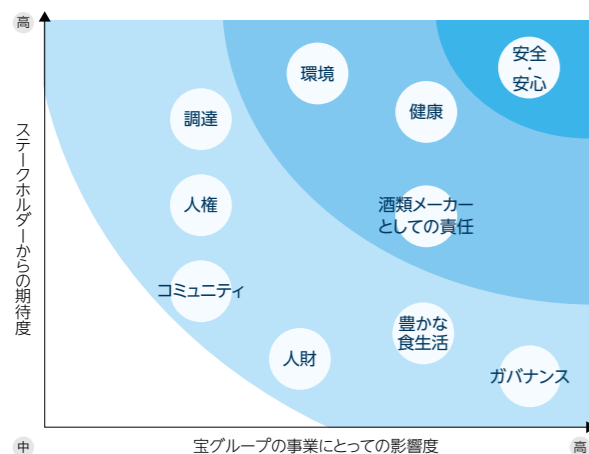 高
ステークホルダーからの期待度
安全
・
安心
環境
健康
調達
人権
酒類メーカー
としての責任
コミュニティ
豊かな
食生活
人財
ガバナンス
中
宝グループの事業にとっての影響度
高